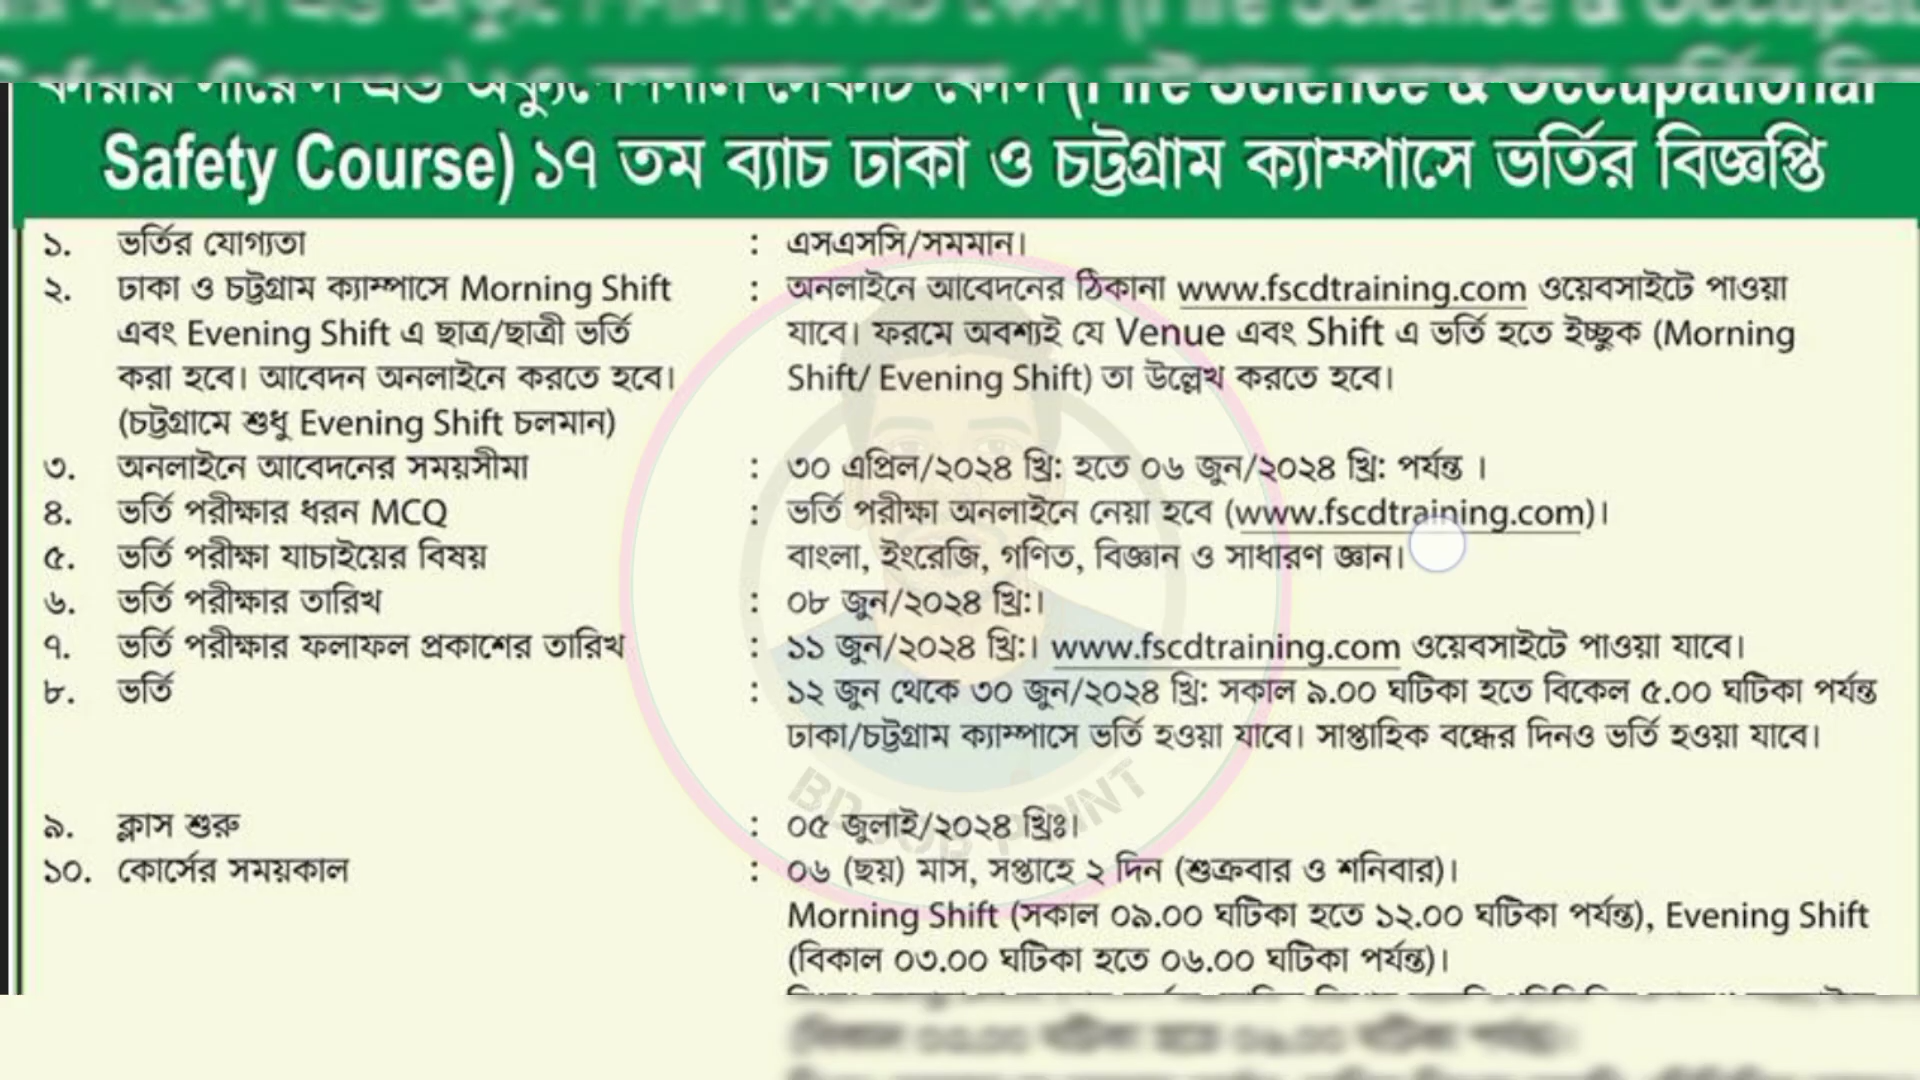 (Fire Science & Occupational
Safety Course) ১৭ তম ব্যাচ ঢাকা ও চট্টগ্রাম ক্যাম্পাসে ভর্তির বিজ্ঞপ্তি
১. ভর্তির যোগ্যতা : এসএসসি/সমমান।
২. ঢাকা ও চট্টগ্রাম ক্যাম্পাসে Morning Shift : অনলাইনে আবেদনের ঠিকানা www.fscdtraining.com ওয়েবসাইটে পাওয়া
এবং Evening Shift এ ছাত্র/ছাত্রী ভর্তি যাবে। ফরমে অবশ্যই যে Venue এবং Shift এ ভর্তি হতে ইচ্ছুক (Morning
করা হবে। আবেদন অনলাইনে করতে হবে। Shift/ Evening Shift) তা উল্লেখ করতে হবে।
(চট্টগ্রামে শুধু Evening Shift চলমান)
৩. অনলাইনে আবেদনের সময়সীমা : ৩০ এপ্রিল/২০২৪ খ্রি: হতে ০৬ জুন/২০২৪ খ্রি: পর্যন্ত ।
৪. ভর্তি পরীক্ষার ধরন MCQ : ভর্তি পরীক্ষা অনলাইনে নেয়া হবে (www.fscdtraining.com)।
৫. ভর্তি পরীক্ষা যাচাইয়ের বিষয় বাংলা, ইংরেজি, গণিত, বিজ্ঞান ও সাধারণ জ্ঞান।
৬. ভর্তি পরীক্ষার তারিখ : ০৮ জুন/২০২৪ খ্রি:।
৭. ভর্তি পরীক্ষার ফলাফল প্রকাশের তারিখ : ১১ জুন/২০২৪ খ্রি:। www.fscdtraining.com ওয়েবসাইটে পাওয়া যাবে।
৮. ভর্তি : ১২ জুন থেকে ৩০ জুন/২০২৪ খ্রি: সকাল ৯.০০ ঘটিকা হতে বিকেল ৫.০০ ঘটিকা পর্যন্ত
ঢাকা/চট্টগ্রাম ক্যাম্পাসে ভর্তি হওয়া যাবে। সাপ্তাহিক বন্ধের দিনও ভর্তি হওয়া যাবে।
BD JOB POINT
৯. ক্লাস শুরু : ০৫ জুলাই/২০২৪ খ্রিঃ।
১০. কোর্সের সময়কাল : ০৬ (ছয়) মাস, সপ্তাহে ২ দিন (শুক্রবার ও শনিবার)।
Morning Shift (সকাল ০৯.০০ ঘটিকা হতে ১২.০০ ঘটিকা পর্যন্ত), Evening Shift
(বিকাল ০৩.০০ ঘটিকা হতে ০৬.০০ ঘটিকা পর্যন্ত)।